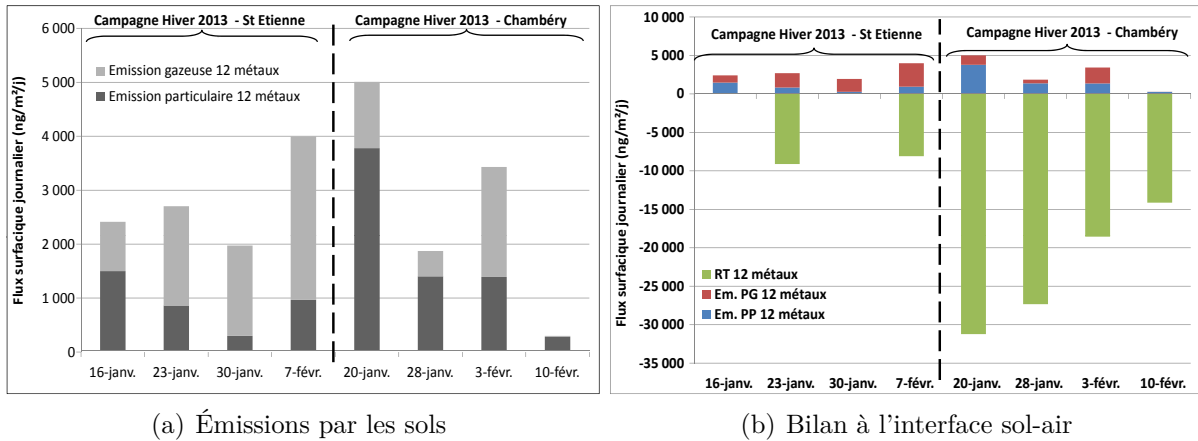 Campagne Hiver 2013 - St Etienne
Campagne Hiver 2013 - Chambéry
Flux surfacique journalier (ng/m²/j)
6 000
5 000
4 000
3 000
2 000
1 000
0
Emission gazeuse 12 métaux
Emission particulaire 12 métaux
16-janv. 23-janv. 30-janv. 7-févr. 20-janv. 28-janv. 3-févr. 10-févr.
(a) Émissions par les sols
Campagne Hiver 2013 - St Etienne
Campagne Hiver 2013 - Chambéry
Flux surfacique journalier (ng/m²/j)
10 000
5 000
0
-5 000
-10 000
-15 000
-20 000
-25 000
-30 000
-35 000
RT 12 métaux
Em. PG 12 métaux
Em. PP 12 métaux
16-janv. 23-janv. 30-janv. 7-févr. 20-janv. 28-janv. 3-févr. 10-févr.
(b) Bilan à l'interface sol-air